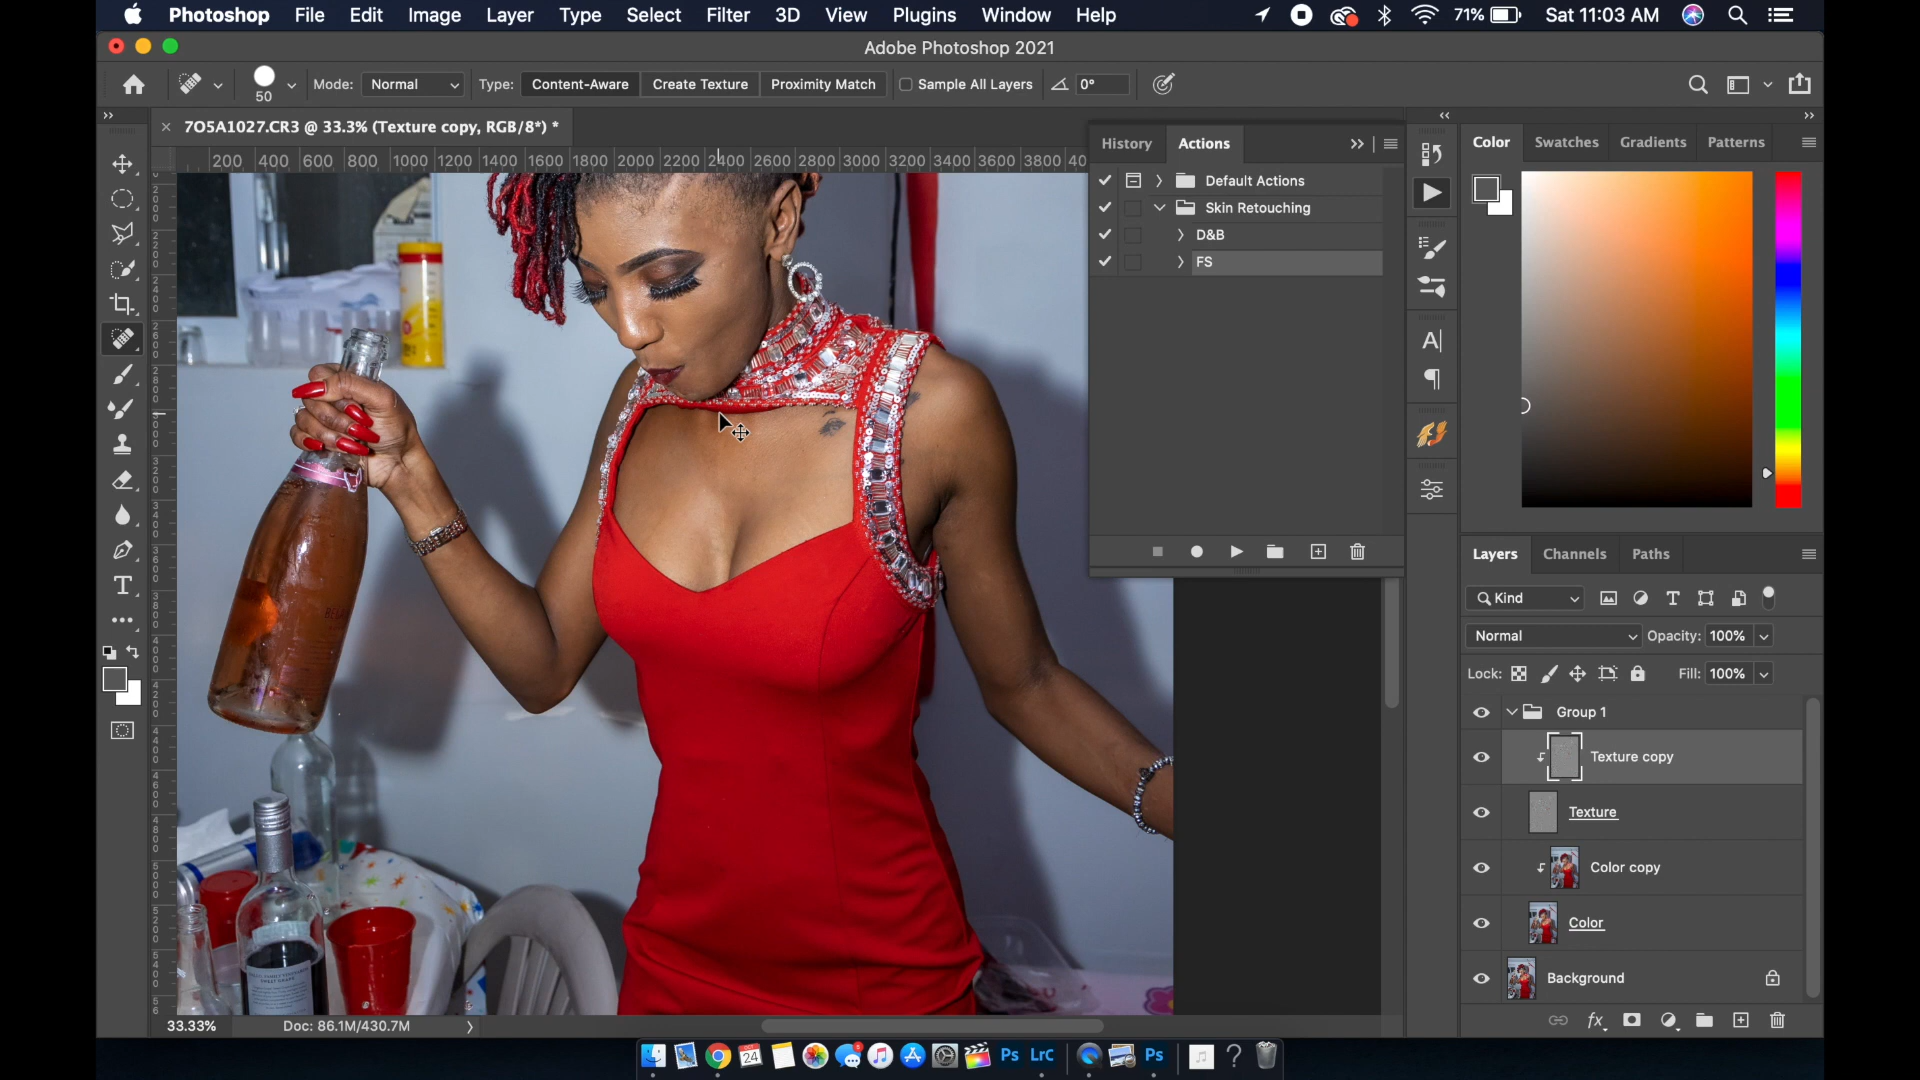 Photoshop File Edit Image Layer Type Select Filter 3D View Plugins Window Help 71% Sat 11:03 AM
Adobe Photoshop 2021
50 Mode: Normal Type: Content-Aware Create Texture Proximity Match Sample All Layers 0°
7O5A1027.CR3 @ 33.3% (Texture copy, RGB/8*) *
200 400 600 800 1000 1200 1400 1600 1800 2000 2200 2400 2600 2800 3000 3200 3400 3600 3800 40
History Actions
Default Actions
Skin Retouching
D&B
FS
Color Swatches Gradients Patterns
Layers Channels Paths
Kind
Normal Opacity: 100%
Lock: Fill: 100%
Group 1
Texture copy
Texture
Color copy
Color
Background
33.33% Doc: 86.1M/430.7M
OCT 24 Ps LrC Ps